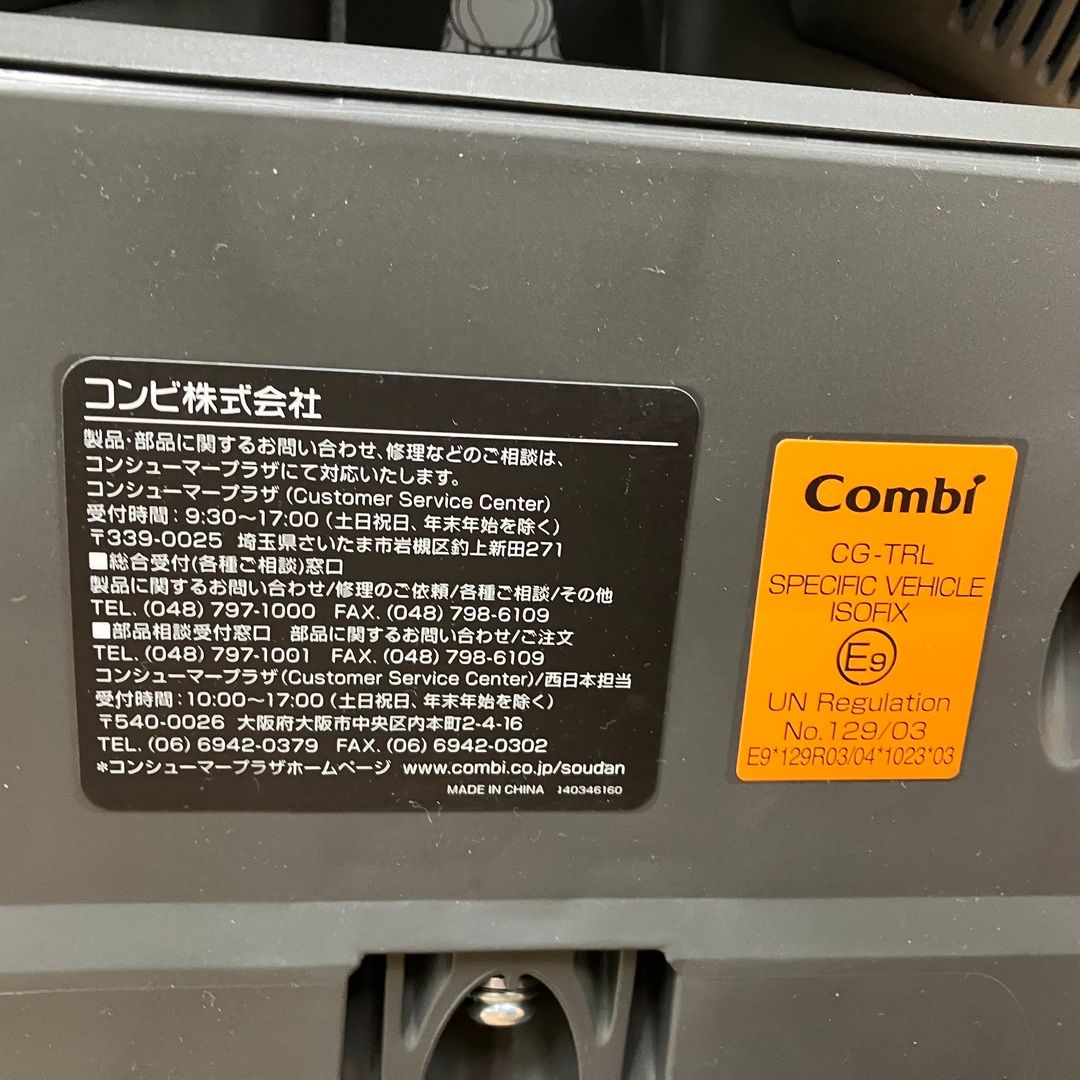 コンビ株式会社
製品・部品に関するお問い合わせ、修理などのご相談は、
コンシューマープラザにて対応いたします。
コンシューマープラザ(Customer Service Center)
受付時間：9:30〜17:00（土日祝日、年末年始を除く）
〒339-0025 埼玉県さいたま市岩槻区釣上新田271
■総合受付(各種ご相談)窓口
製品に関するお問い合わせ/修理のご依頼/各種ご相談/その他
TEL. (048) 797-1000 FAX. (048) 798-6109
■部品相談受付窓口 部品に関するお問い合わせ/ご注文
TEL. (048) 797-1001 FAX. (048) 798-6109
コンシューマープラザ(Customer Service Center)/西日本担当
受付時間：10:00〜17:00（土日祝日、年末年始を除く）
〒540-0026 大阪府大阪市中央区内本町2-4-16
TEL. (06) 6942-0379 FAX. (06) 6942-0302
*コンシューマープラザホームページ www.combi.co.jp/soudan
MADE IN CHINA 140346160
Combi
CG-TRL
SPECIFIC VEHICLE
ISOFIX
E9
UN Regulation
No.129/03
E9*129R03/04*1023*03